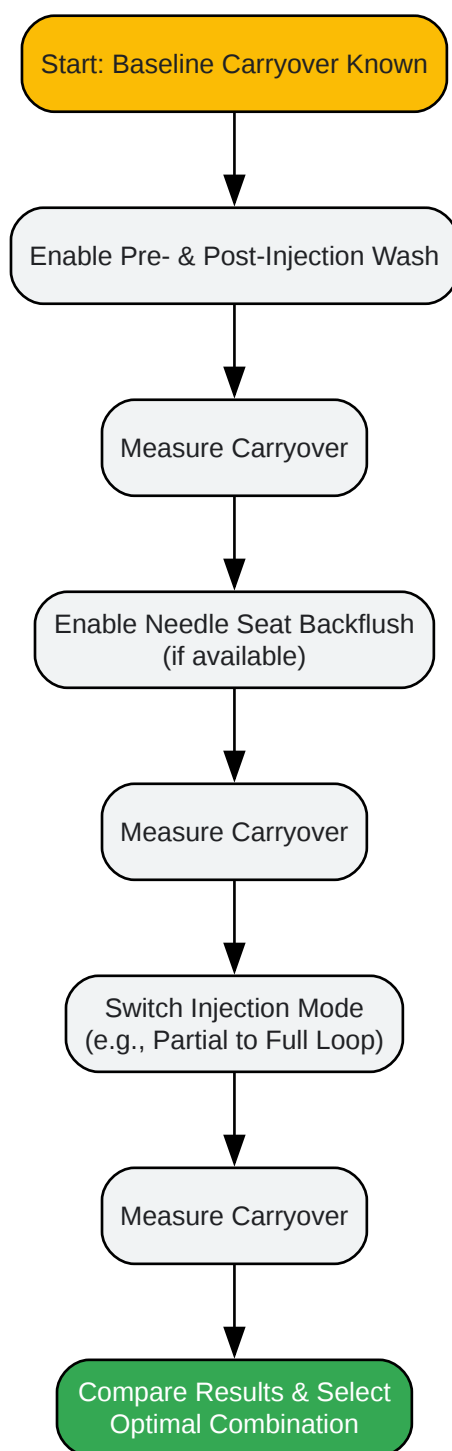 Start: Baseline Carryover Known
Enable Pre- & Post-Injection Wash
Measure Carryover
Enable Needle Seat Backflush
(if available)
Measure Carryover
Switch Injection Mode
(e.g., Partial to Full Loop)
Measure Carryover
Compare Results & Select
Optimal Combination